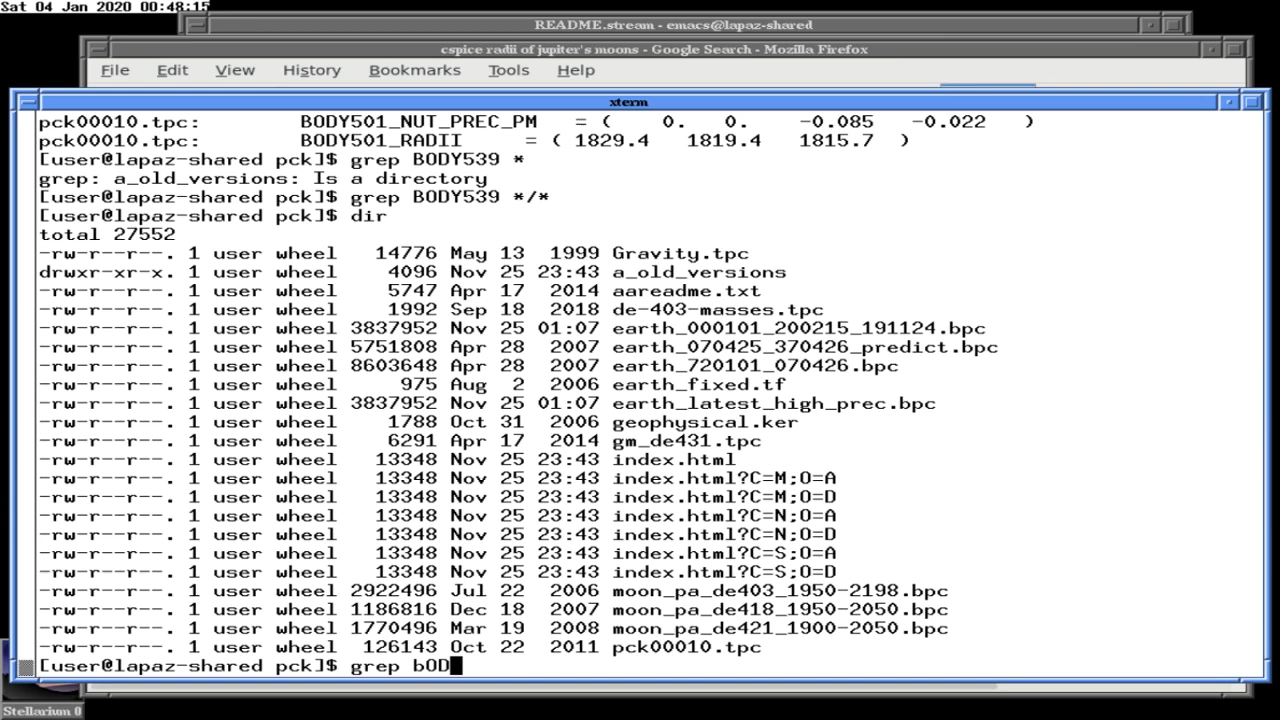 Sat 04 Jan 2020 00:48:15
README.stream - emacs@lapaz-shared
cspice radii of jupiter's moons - Google Search - Mozilla Firefox
File Edit View History Bookmarks Tools Help
xterm
pck00010.tpc: BODY501_NUT_PREC_PM = ( 0. 0. -0.085 -0.022 )
pck00010.tpc: BODY501_RADII = ( 1829.4 1819.4 1815.7 )
[user@lapaz-shared pck]$ grep BODY539 *
grep: a_old_versions: Is a directory
[user@lapaz-shared pck]$ grep BODY539 */*
[user@lapaz-shared pck]$ dir
total 27552
-rw-r--r--. 1 user wheel 14776 May 13 1999 Gravity.tpc
drwxr-xr-x. 1 user wheel 4096 Nov 25 23:43 a_old_versions
-rw-r--r--. 1 user wheel 5747 Apr 17 2014 aareadme.txt
-rw-r--r--. 1 user wheel 1992 Sep 18 2018 de-403-masses.tpc
-rw-r--r--. 1 user wheel 3837952 Nov 25 01:07 earth_000101_200215_191124.bpc
-rw-r--r--. 1 user wheel 5751808 Apr 28 2007 earth_070425_370426_predict.bpc
-rw-r--r--. 1 user wheel 8603648 Apr 28 2007 earth_720101_070426.bpc
-rw-r--r--. 1 user wheel 975 Aug 2 2006 earth_fixed.tf
-rw-r--r--. 1 user wheel 3837952 Nov 25 01:07 earth_latest_high_prec.bpc
-rw-r--r--. 1 user wheel 1788 Oct 31 2006 geophysical.ker
-rw-r--r--. 1 user wheel 6291 Apr 17 2014 gm_de431.tpc
-rw-r--r--. 1 user wheel 13348 Nov 25 23:43 index.html
-rw-r--r--. 1 user wheel 13348 Nov 25 23:43 index.html?C=M;O=A
-rw-r--r--. 1 user wheel 13348 Nov 25 23:43 index.html?C=M;O=D
-rw-r--r--. 1 user wheel 13348 Nov 25 23:43 index.html?C=N;O=A
-rw-r--r--. 1 user wheel 13348 Nov 25 23:43 index.html?C=N;O=D
-rw-r--r--. 1 user wheel 13348 Nov 25 23:43 index.html?C=S;O=A
-rw-r--r--. 1 user wheel 13348 Nov 25 23:43 index.html?C=S;O=D
-rw-r--r--. 1 user wheel 2922496 Jul 22 2006 moon_pa_de403_1950-2198.bpc
-rw-r--r--. 1 user wheel 1186816 Dec 18 2007 moon_pa_de418_1950-2050.bpc
-rw-r--r--. 1 user wheel 1770496 Mar 19 2008 moon_pa_de421_1900-2050.bpc
-rw-r--r--. 1 user wheel 126143 Oct 22 2011 pck00010.tpc
[user@lapaz-shared pck]$ grep bOD
Stellarium 0